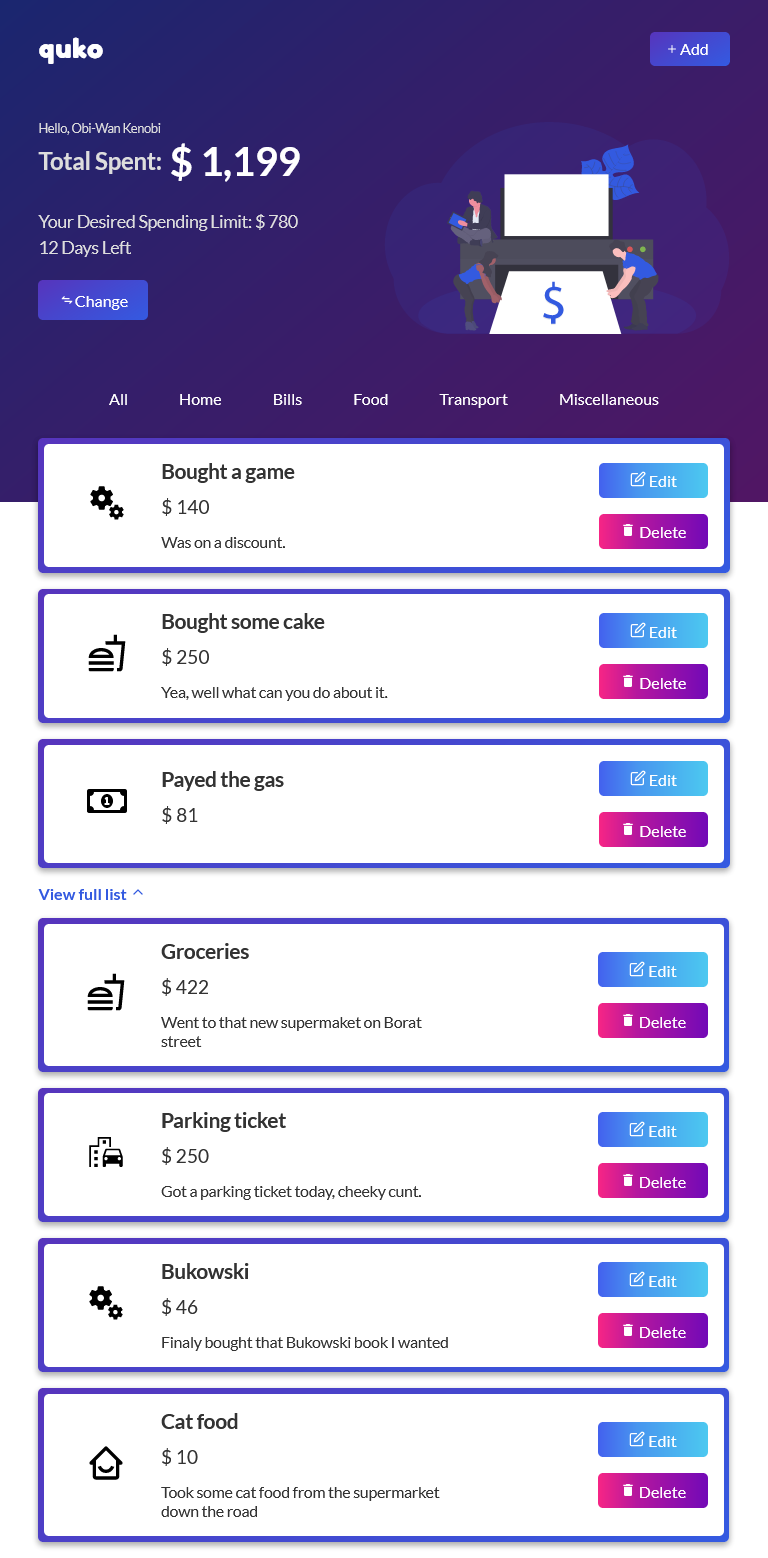 quko
+ Add
Hello, Obi-Wan Kenobi
Total Spent: $ 1,199
Your Desired Spending Limit: $ 780
12 Days Left
Change
$
All Home Bills Food Transport Miscellaneous
Bought a game
$ 140
Was on a discount.
Edit
Delete
Bought some cake
$ 250
Yea, well what can you do about it.
Edit
Delete
1
Payed the gas
$ 81
Edit
Delete
View full list
Groceries
$ 422
Went to that new supermaket on Borat
street
Edit
Delete
Parking ticket
$ 250
Got a parking ticket today, cheeky cunt.
Edit
Delete
Bukowski
$ 46
Finaly bought that Bukowski book I wanted
Edit
Delete
Cat food
$ 10
Took some cat food from the supermarket
down the road
Edit
Delete